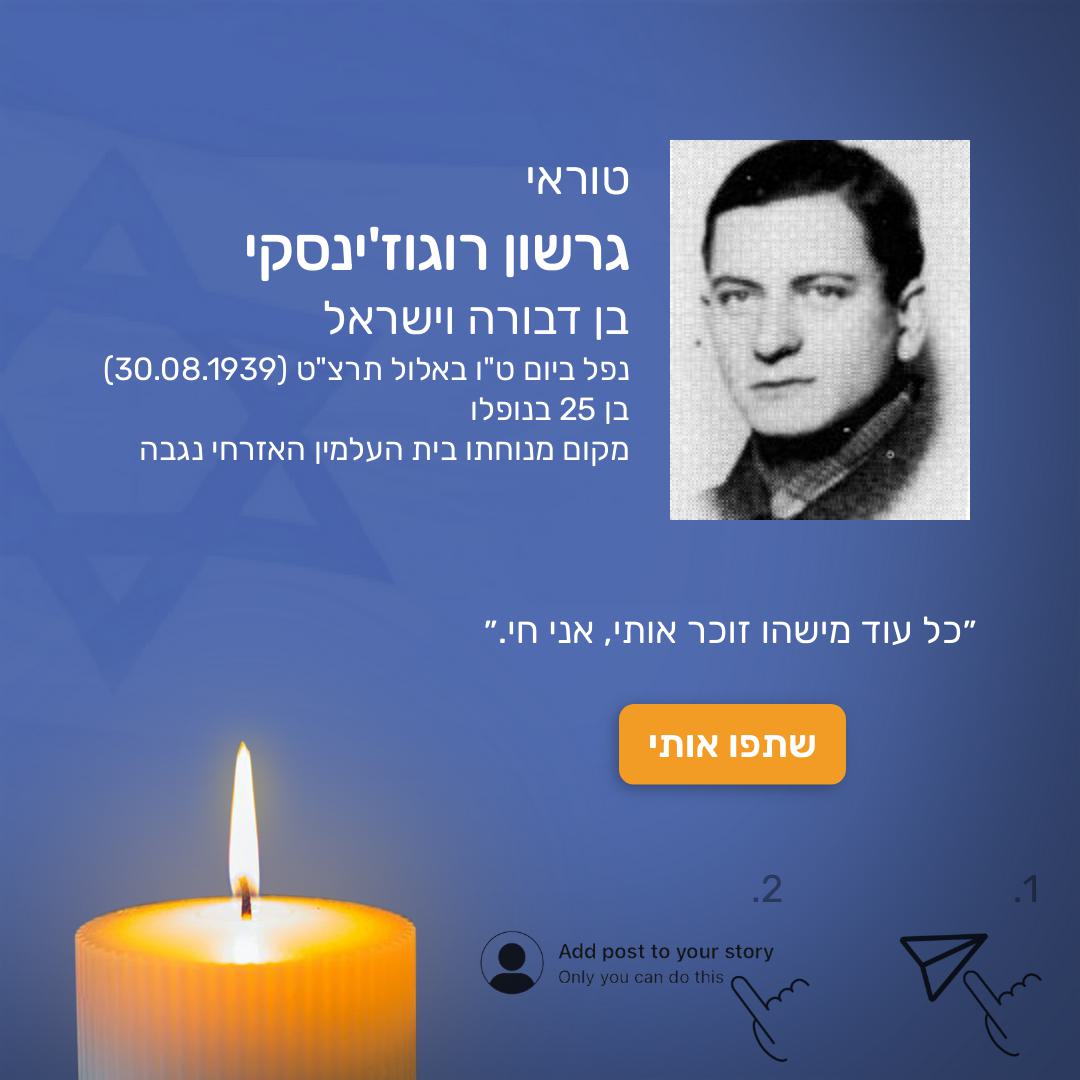 טוראי
גרשון רוגוז'ינסקי
בן דבורה וישראל
נפל ביום ט"ו באלול תרצ"ט (30.08.1939)
בן 25 בנופלו
מקום מנוחתו בית העלמין האזרחי נגבה
״כל עוד מישהו זוכר אותי, אני חי.״
שתפו אותי
1.
2.
Add post to your story
Only you can do this